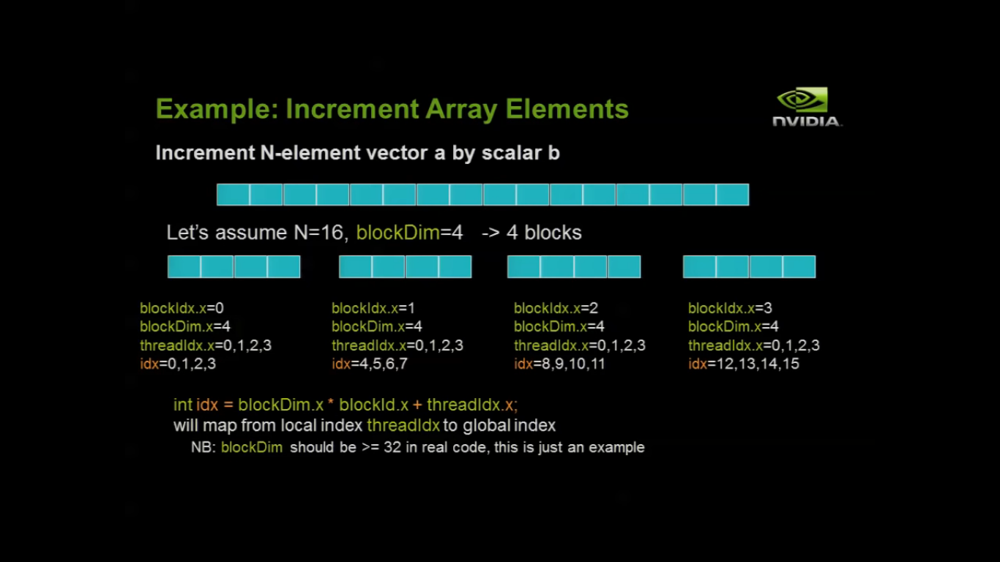 Example: Increment Array Elements
NVIDIA.
Increment N-element vector a by scalar b
Let's assume N=16, blockDim=4 -> 4 blocks
blockIdx.x=0
blockDim.x=4
threadIdx.x=0,1,2,3
idx=0,1,2,3
blockIdx.x=1
blockDim.x=4
threadIdx.x=0,1,2,3
idx=4,5,6,7
blockIdx.x=2
blockDim.x=4
threadIdx.x=0,1,2,3
idx=8,9,10,11
blockIdx.x=3
blockDim.x=4
threadIdx.x=0,1,2,3
idx=12,13,14,15
int idx = blockDim.x * blockId.x + threadIdx.x;
will map from local index threadIdx to global index
NB: blockDim should be >= 32 in real code, this is just an example